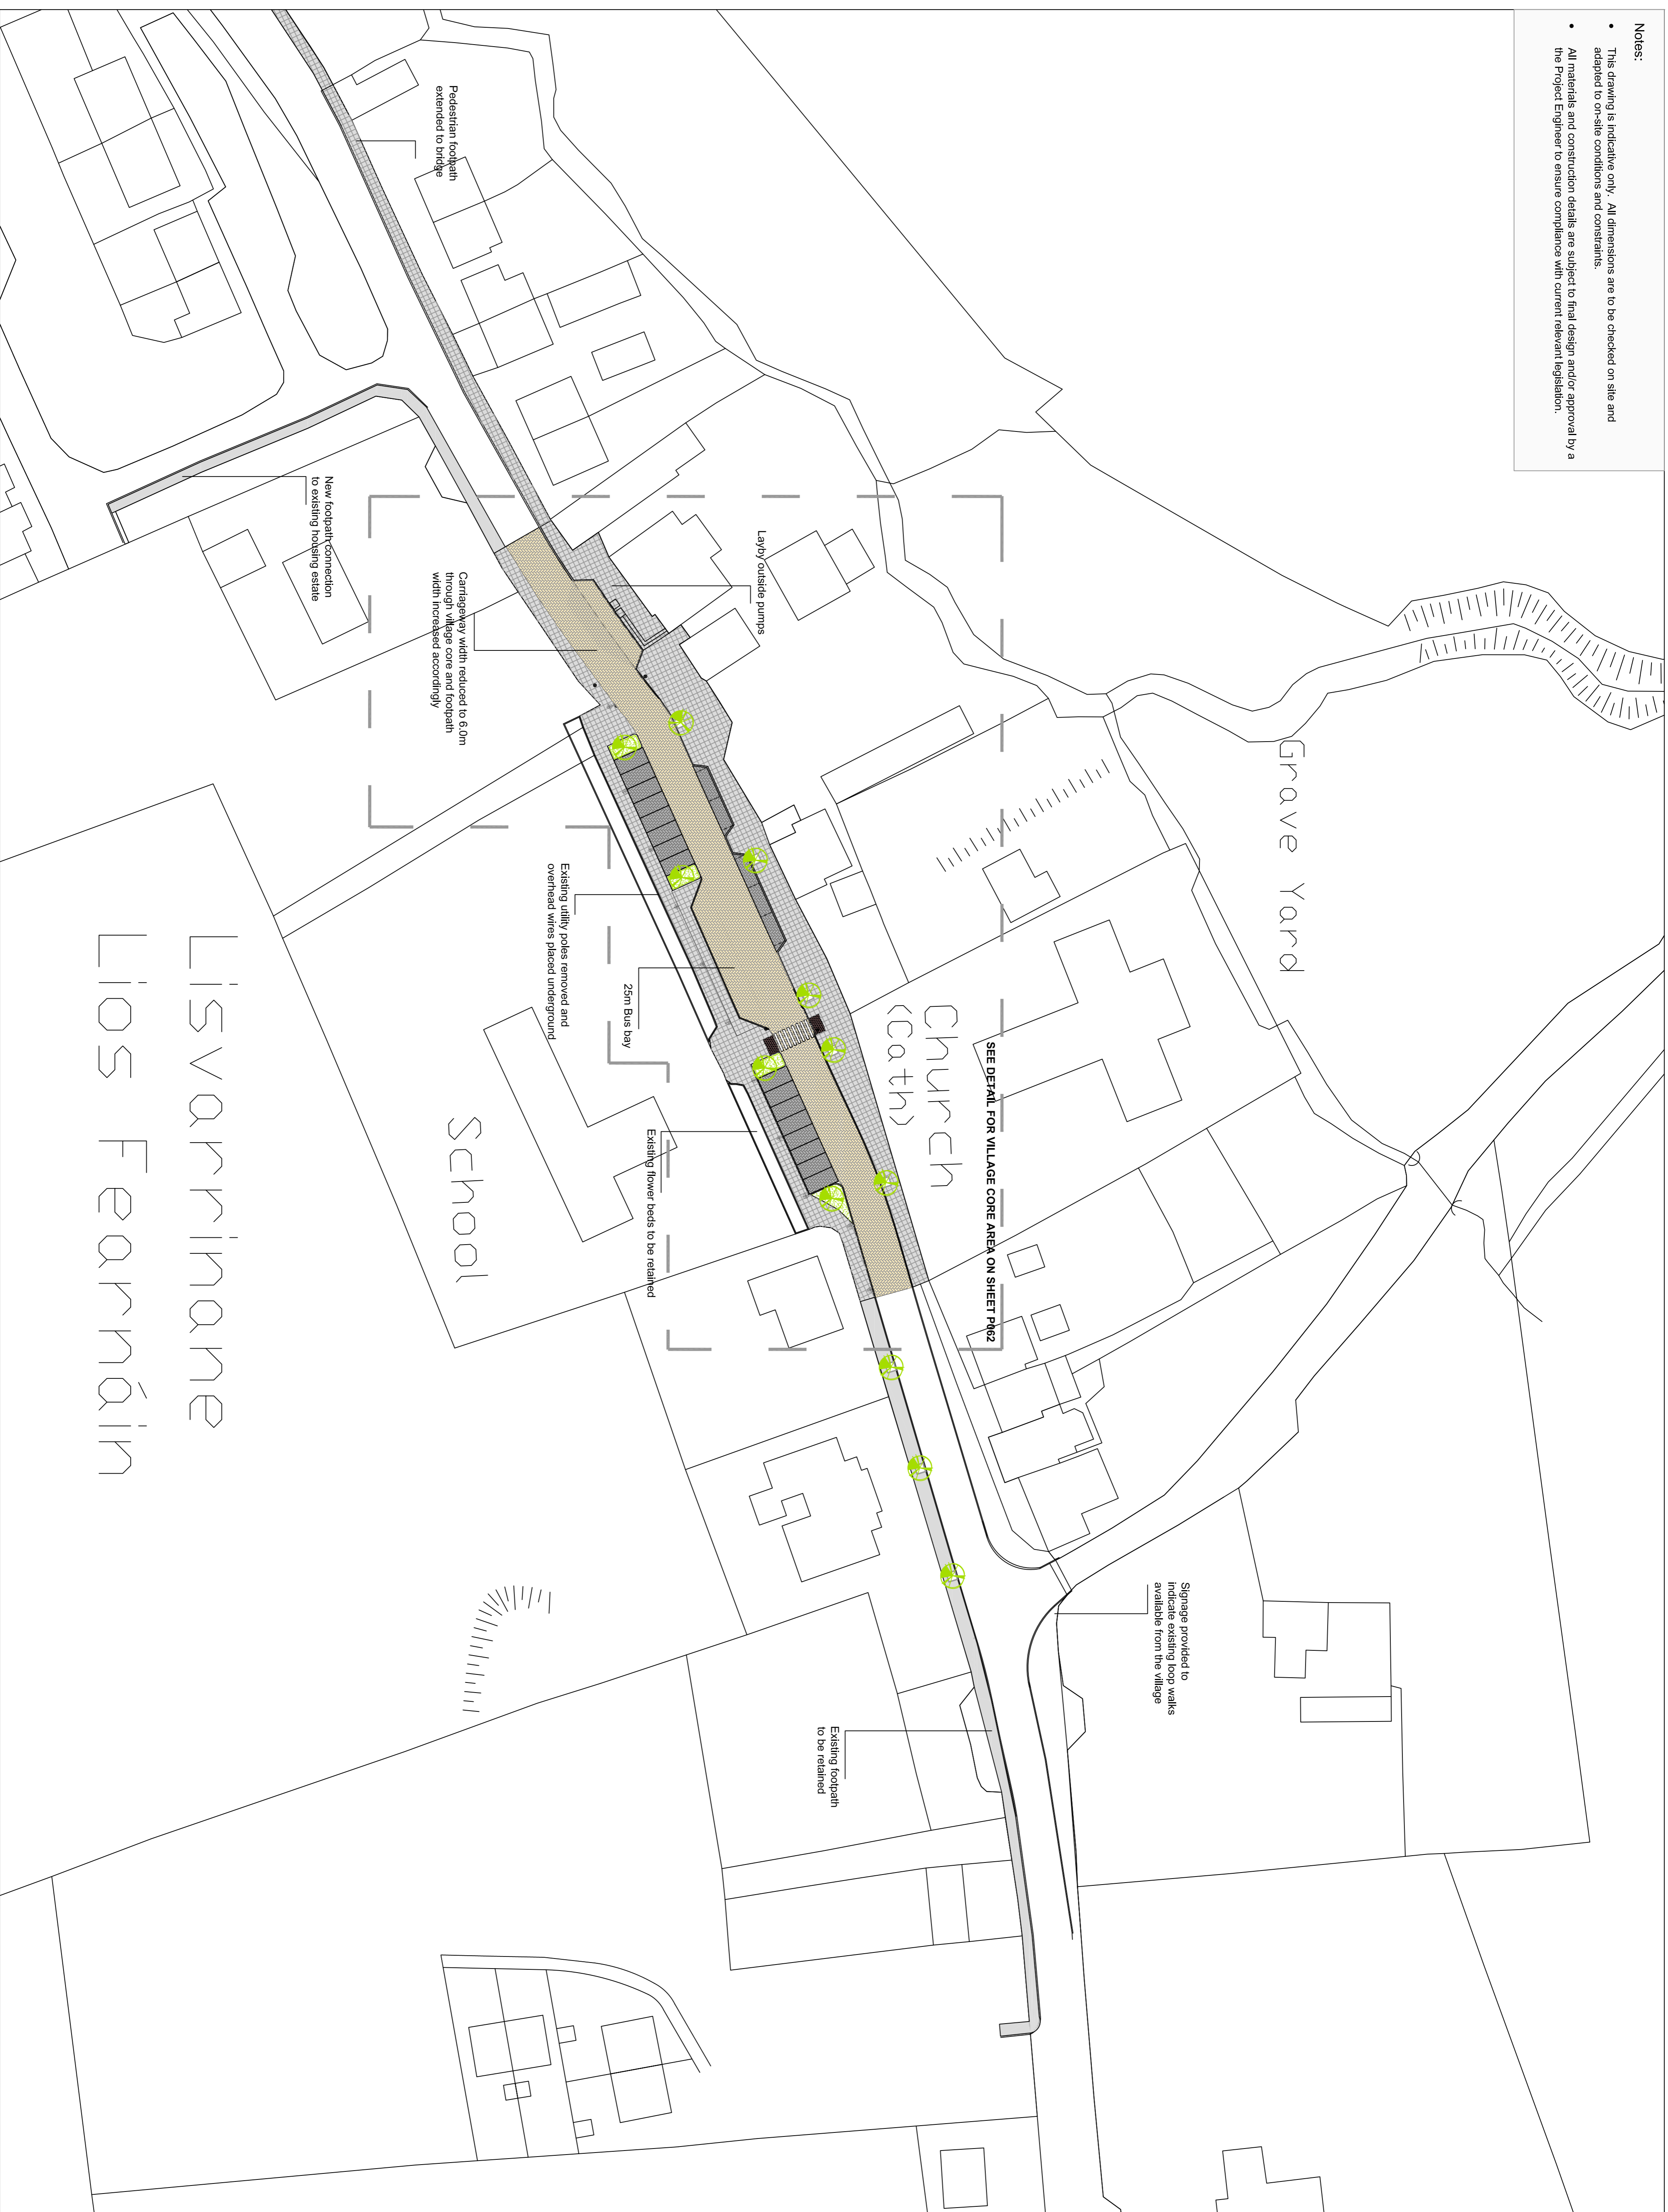 Notes:
• This drawing is indicative only. All dimensions are to be checked on site and
adapted to on-site conditions and constraints.
• All materials and construction details are subject to final design and/or approval by a
the Project Engineer to ensure compliance with current relevant legislation.
Pedestrian footpath
extended to bridge
New footpath connection
to existing housing estate
Layby outside pumps
Carriageway width reduced to 6.0m
through village core and footpath
width increased accordingly
Grave Yard
Existing utility poles removed and
overhead wires placed underground
25m Bus bay
Church
(Cath)
SEE DETAIL FOR VILLAGE CORE AREA ON SHEET P062
School
Existing flower beds to be retained
Lisvarrinane
Lios Fearnáin
Signage provided to
indicate existing loop walks
available from the village
Existing footpath
to be retained